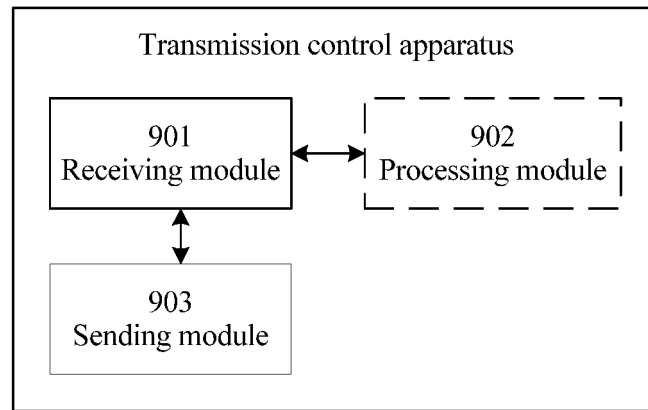 Transmission control apparatus
901
Receiving module
902
Processing module
903
Sending module